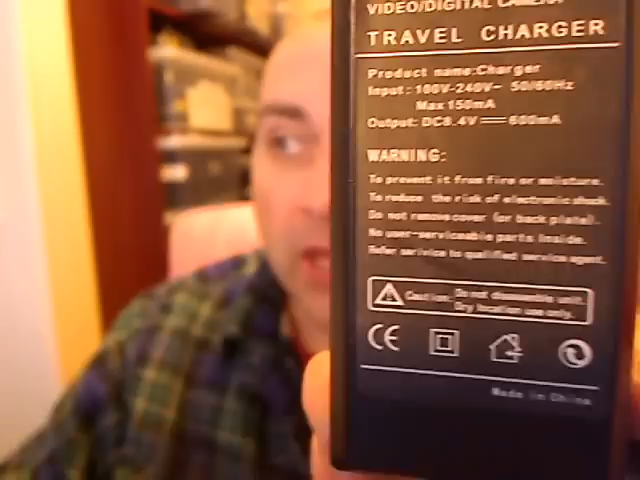 VIDEO/DIGITAL CAMERA
TRAVEL CHARGER
Product name:Charger
Input: 100V-240V~ 50/60Hz
Max 150mA
Output: DC8.4V 600mA
WARNING:
To prevent it from fire or moisture.
To reduce the risk of electronic shock.
Do not remove cover (or back plate).
No user-serviceable parts inside.
Refer service to qualified service agent.
Caution: Do not disassemble unit.
Dry location use only.
CE
Made in China